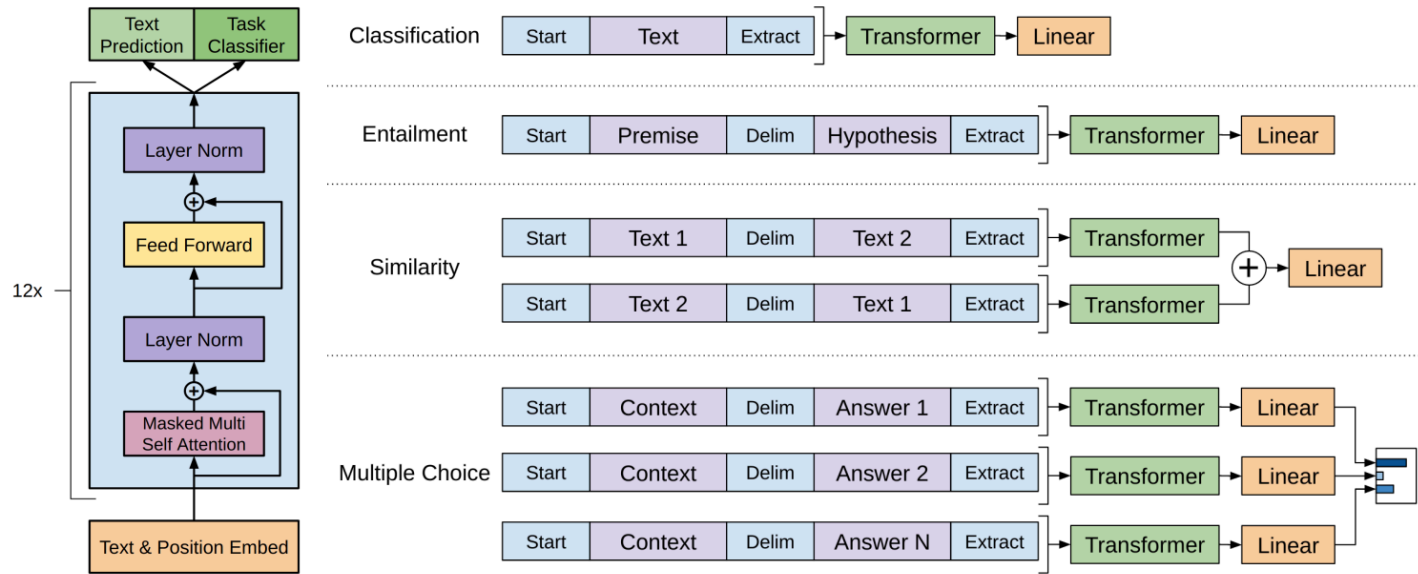 Text
Prediction
Task
Classifier
12x
Layer Norm
+
Feed Forward
Layer Norm
+
Masked Multi
Self Attention
Text & Position Embed
Classification
Start Text Extract Transformer Linear
Entailment
Start Premise Delim Hypothesis Extract Transformer Linear
Similarity
Start Text 1 Delim Text 2 Extract Transformer
+ Linear
Start Text 2 Delim Text 1 Extract Transformer
Multiple Choice
Start Context Delim Answer 1 Extract Transformer Linear
Start Context Delim Answer 2 Extract Transformer Linear
Start Context Delim Answer N Extract Transformer Linear